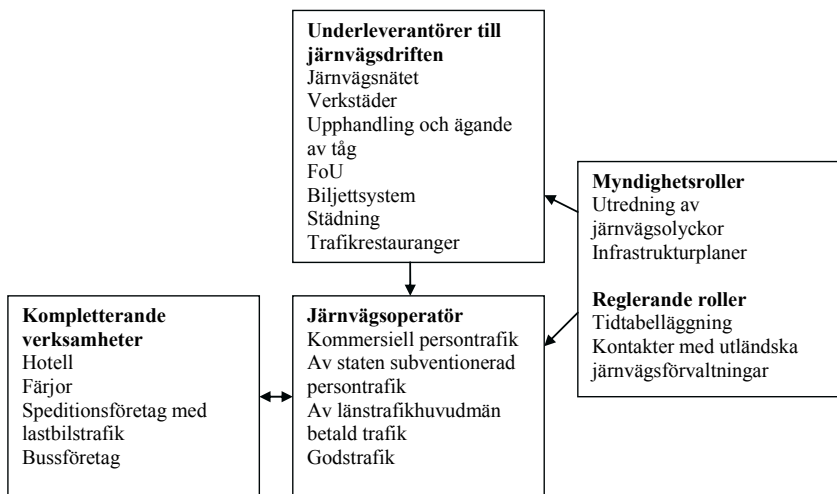 Underleverantörer till
järnvägsdriften
Järnvägsnätet
Verkstäder
Upphandling och ägande
av tåg
FoU
Biljettsystem
Städning
Trafikrestauranger
Myndighetsroller
Utredning av
järnvägsolyckor
Infrastrukturplaner
Reglerande roller
Tidtabelläggning
Kontakter med utländska
järnvägsförvaltningar
Kompletterande
verksamheter
Hotell
Färjor
Speditionsföretag med
lastbilstrafik
Bussföretag
Järnvägsoperatör
Kommersiell persontrafik
Av staten subventionerad
persontrafik
Av länstrafikhuvudmän
betald trafik
Godstrafik